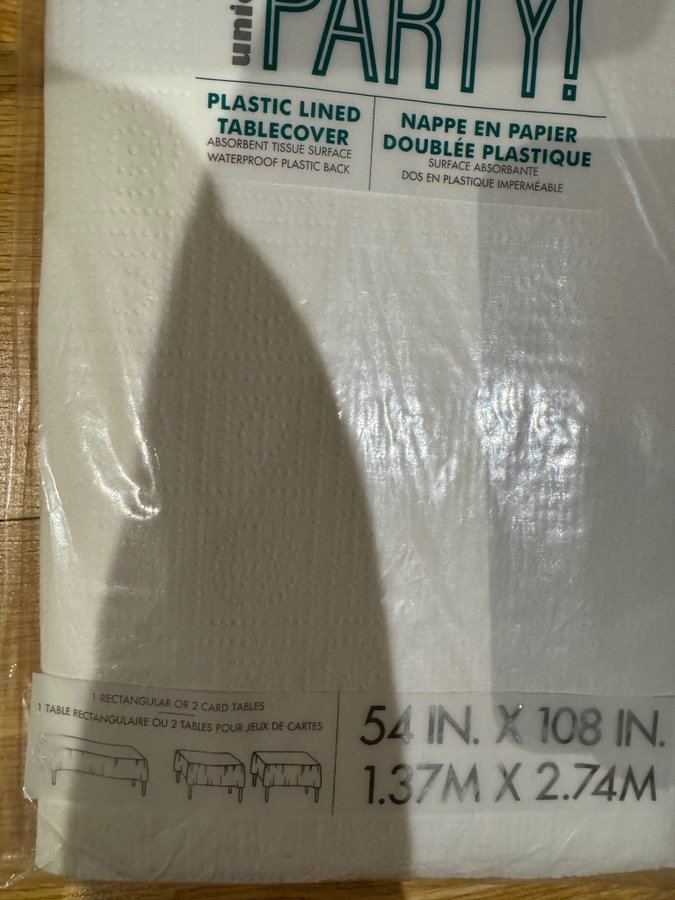 PARTY!
PLASTIC LINED
TABLECOVER
ABSORBENT TISSUE SURFACE
WATERPROOF PLASTIC BACK
NAPPE EN PAPIER
DOUBLÉE PLASTIQUE
SURFACE ABSORBANTE
DOS EN PLASTIQUE IMPERMÉABLE
1 RECTANGULAR OR 2 CARD TABLES
1 TABLE RECTANGULAIRE OU 2 TABLES POUR JEUX DE CARTES
54 IN. X 108 IN.
1.37M X 2.74M